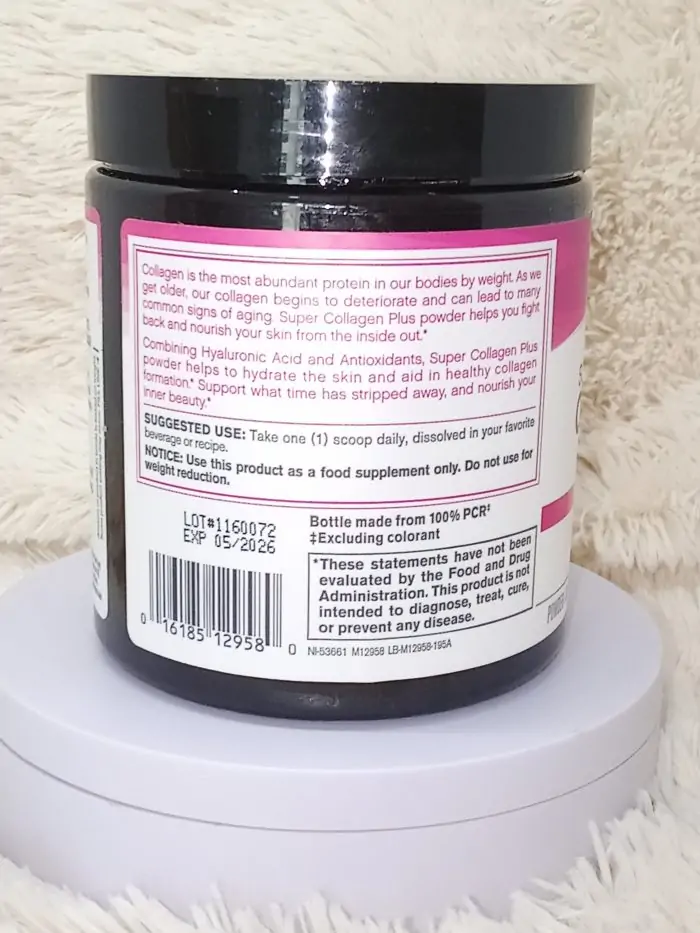 Collagen is the most abundant protein in our bodies by weight. As we
get older, our collagen begins to deteriorate and can lead to many
common signs of aging. Super Collagen Plus powder helps you fight
back and nourish your skin from the inside out.*
Combining Hyaluronic Acid and Antioxidants, Super Collagen Plus
powder helps to hydrate the skin and aid in healthy collagen
formation.* Support what time has stripped away, and nourish your
inner beauty.*
SUGGESTED USE: Take one (1) scoop daily, dissolved in your favorite
beverage or recipe.
NOTICE: Use this product as a food supplement only. Do not use for
weight reduction.
LOT#1160072
EXP 05/2026
0 16185 12958 0
Bottle made from 100% PCR‡
‡Excluding colorant
*These statements have not been
evaluated by the Food and Drug
Administration. This product is not
intended to diagnose, treat, cure,
or prevent any disease.
NI-53661 M12958 LB-M12958-195A